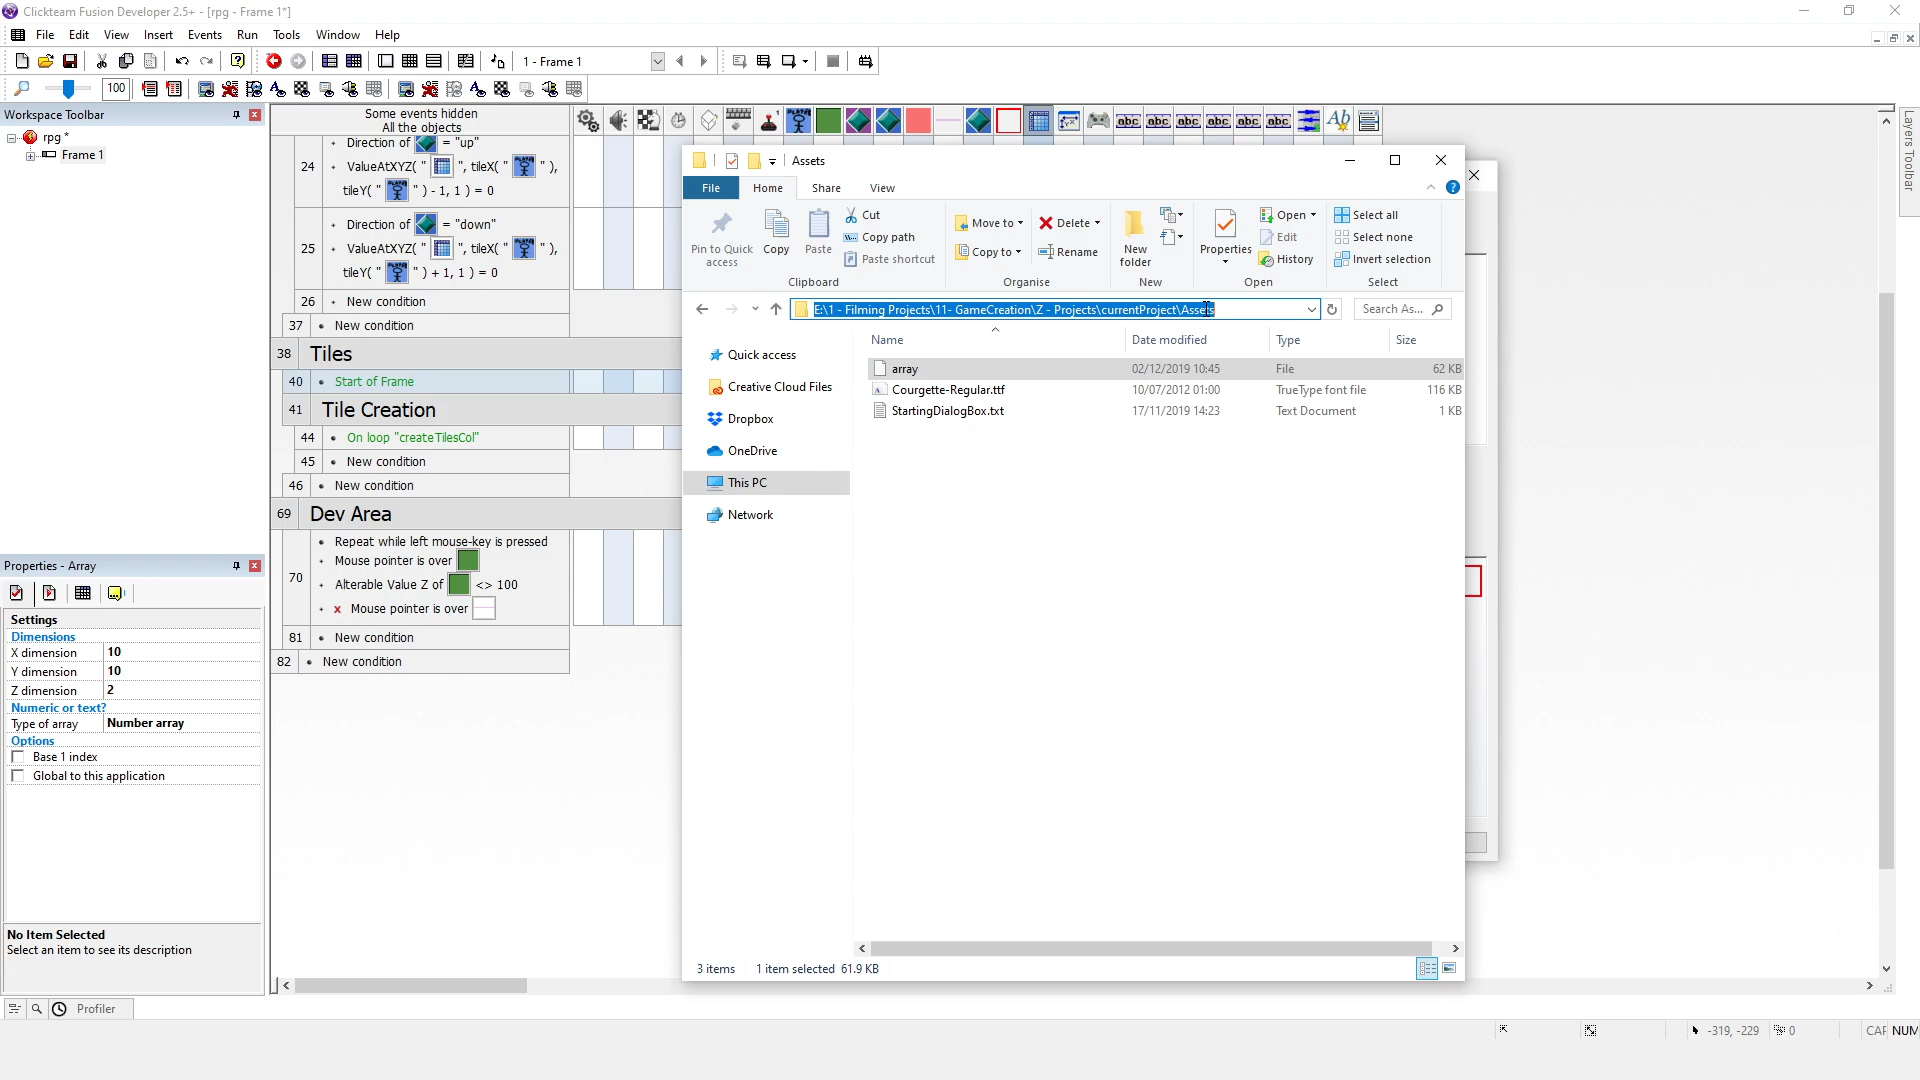 Clickteam Fusion Developer 2.5+ - [rpg - Frame 1*]
File Edit View Insert Events Run Tools Window Help
1 - Frame 1
100
Workspace Toolbar
rpg *
Frame 1
Some events hidden
All the objects
24
Direction of = "up"
ValueAtXYZ( " ", tileX( " " ),
tileY( " " ) - 1, 1 ) = 0
25
Direction of = "down"
ValueAtXYZ( " ", tileX( " " ),
tileY( " " ) + 1, 1 ) = 0
26 New condition
37 New condition
38 Tiles
40 Start of Frame
41 Tile Creation
44 On loop "createTilesCol"
45 New condition
46 New condition
69 Dev Area
70
Repeat while left mouse-key is pressed
Mouse pointer is over
Alterable Value Z of <> 100
X Mouse pointer is over
81 New condition
82 New condition
abc abc abc abc abc abc Ab
Layers Toolbar
Assets
File Home Share View
Pin to Quick access
Copy
Paste
Cut
Copy path
Paste shortcut
Clipboard
Move to
Copy to
Delete
Rename
Organise
New folder
New
Properties
Open
Edit
History
Open
Select all
Select none
Invert selection
Select
E:\1 - Filming Projects\11- GameCreation\Z - Projects\currentProject\Assets
Search As...
Name Date modified Type Size
array 02/12/2019 10:45 File 62 KB
Courgette-Regular.ttf 10/07/2012 01:00 TrueType font file 116 KB
StartingDialogBox.txt 17/11/2019 14:23 Text Document 1 KB
Quick access
Creative Cloud Files
Dropbox
OneDrive
This PC
Network
3 items 1 item selected 61.9 KB
Properties - Array
Settings
Dimensions
X dimension 10
Y dimension 10
Z dimension 2
Numeric or text?
Type of array Number array
Options
Base 1 index
Global to this application
No Item Selected
Select an item to see its description
Profiler
-319, -229 0 CAP NUM